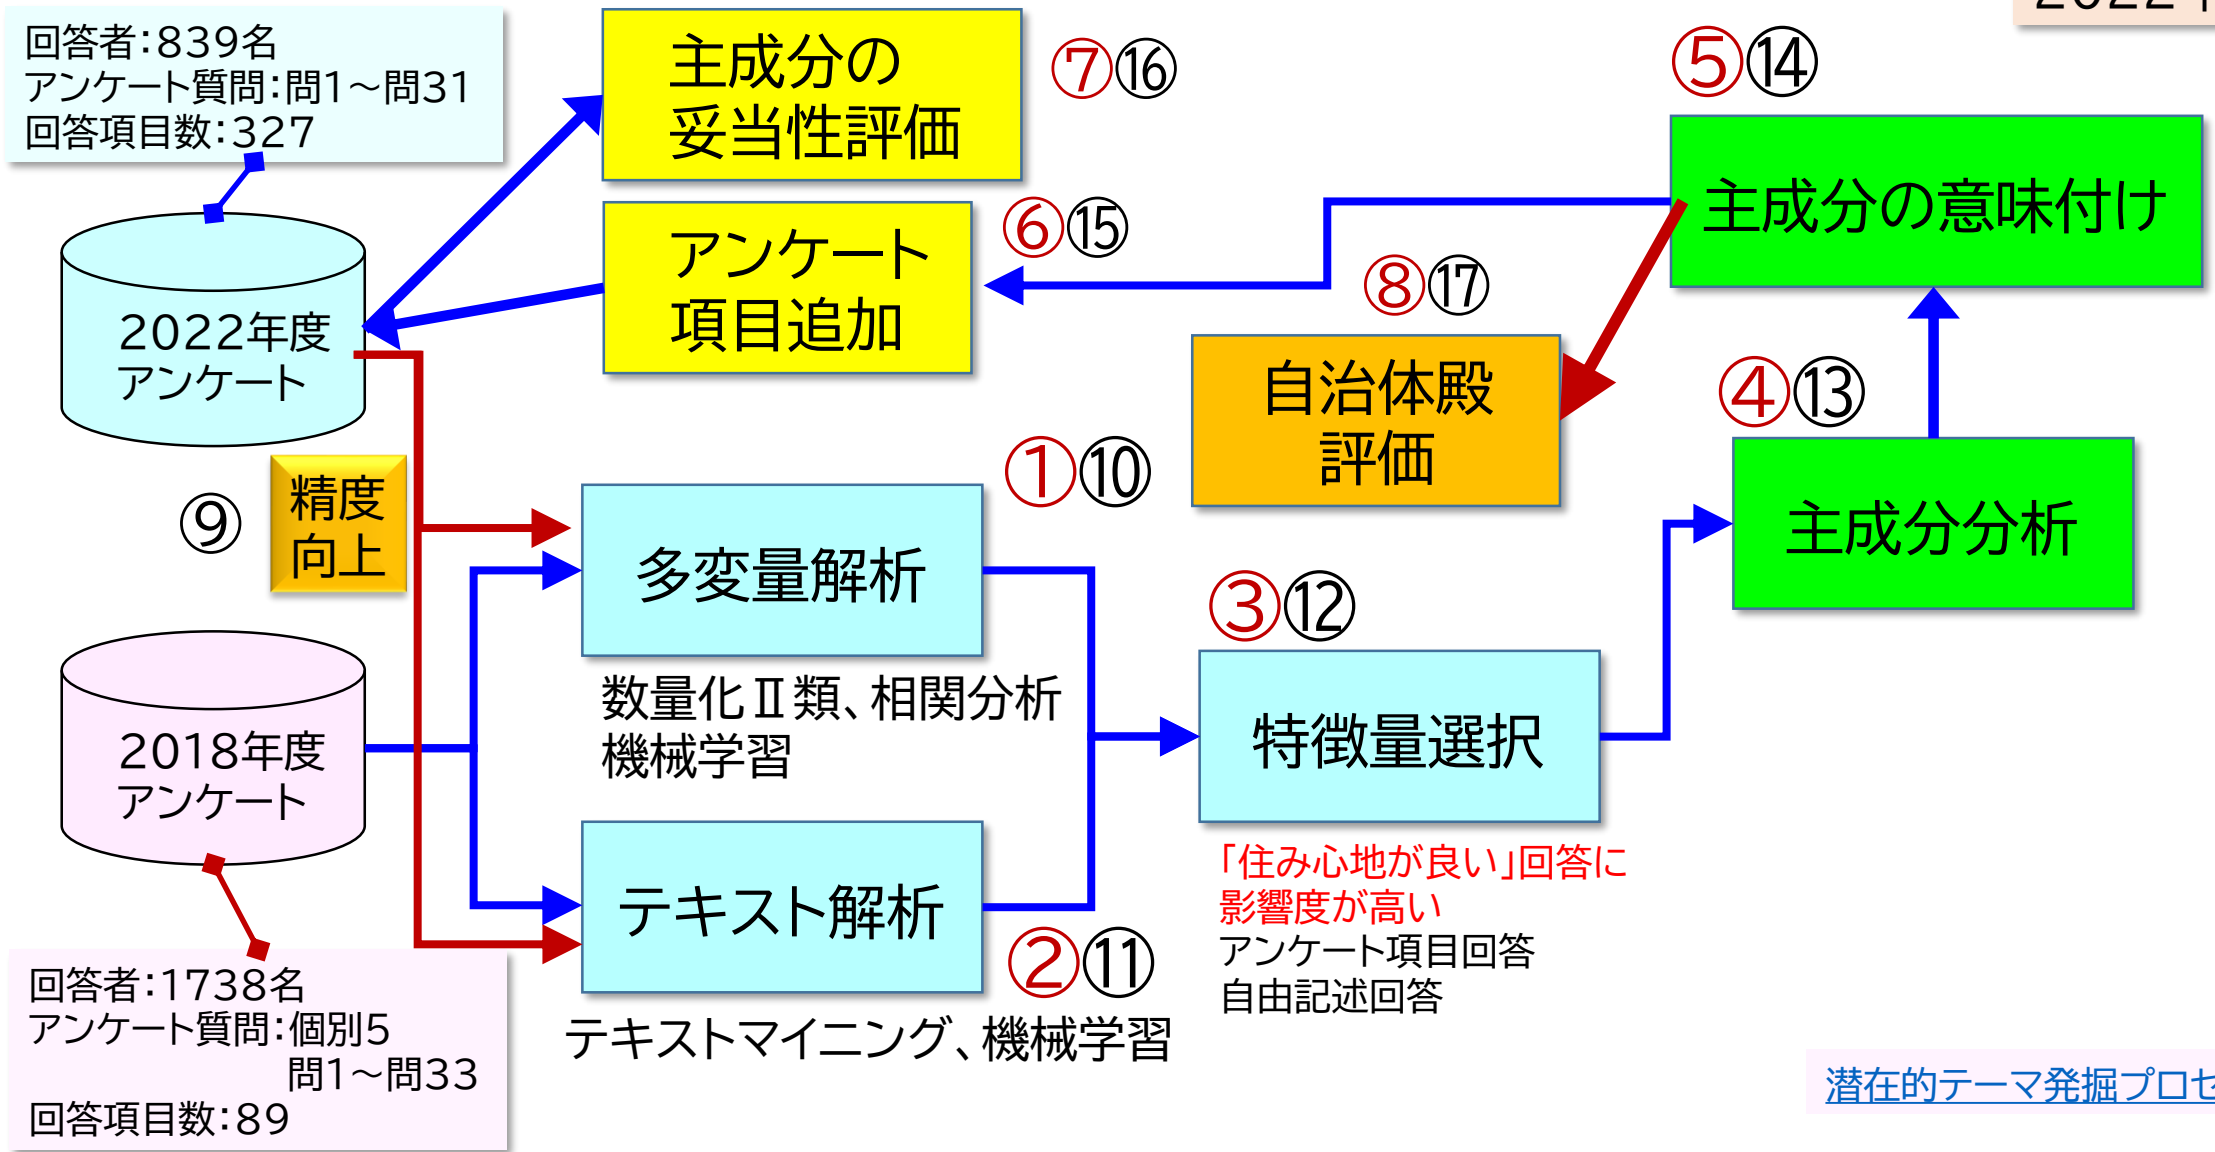 回答者：839名
アンケート質問：問1～問31
回答項目数：327
主成分の
妥当性評価
⑦⑯
⑤⑭
主成分の意味付け
アンケート
項目追加
⑥⑮
⑧⑰
自治体殿
評価
2022年度
アンケート
④⑬
主成分分析
⑨
精度
向上
①⑩
多変量解析
数量化Ⅱ類、相関分析
機械学習
③⑫
特徴量選択
「住み心地が良い」回答に
影響度が高い
アンケート項目回答
自由記述回答
2018年度
アンケート
テキスト解析
②⑪
テキストマイニング、機械学習
回答者：1738名
アンケート質問：個別5
問1～問33
回答項目数：89
潜在的テーマ発掘プロセ